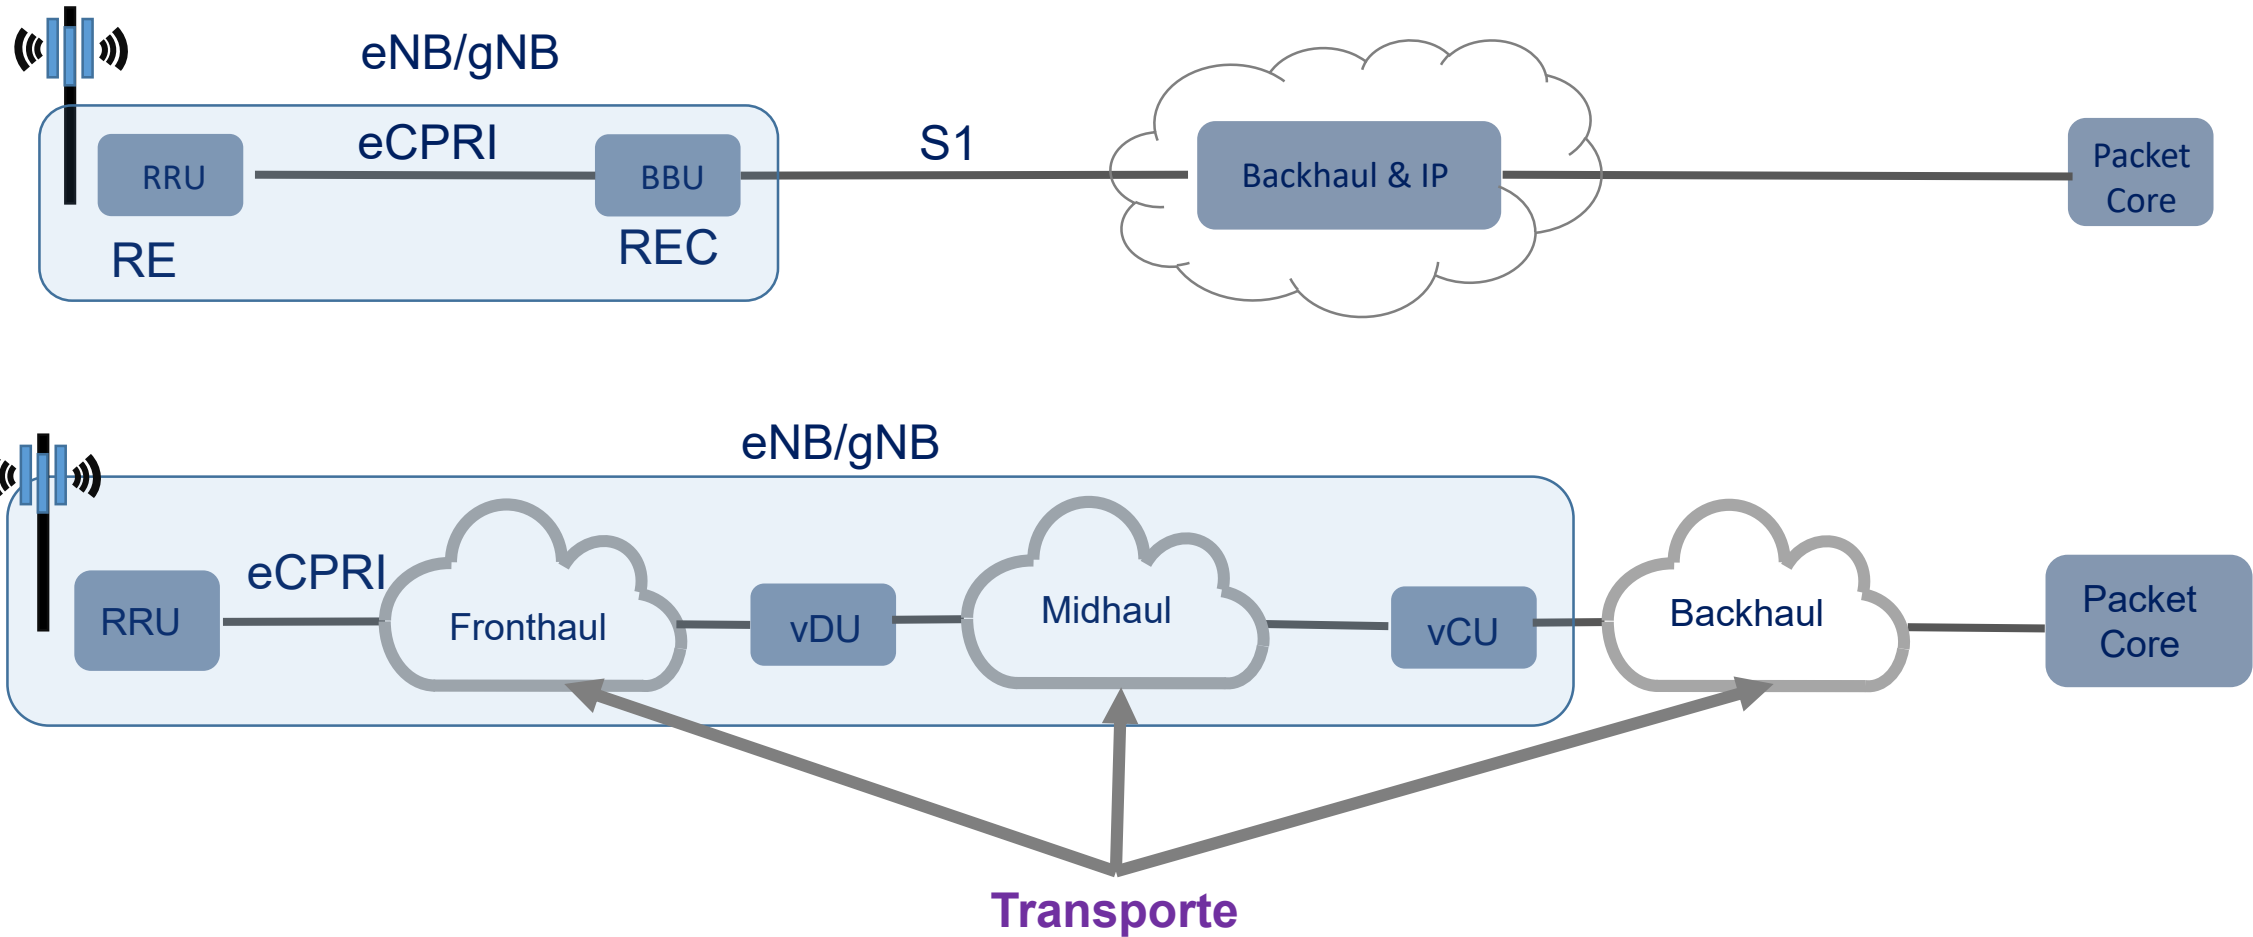 eNB/gNB
eCPRI
S1
RRU
BBU
Backhaul & IP
Packet
Core
RE
REC
eNB/gNB
eCPRI
RRU
Fronthaul
vDU
Midhaul
vCU
Backhaul
Packet
Core
Transporte